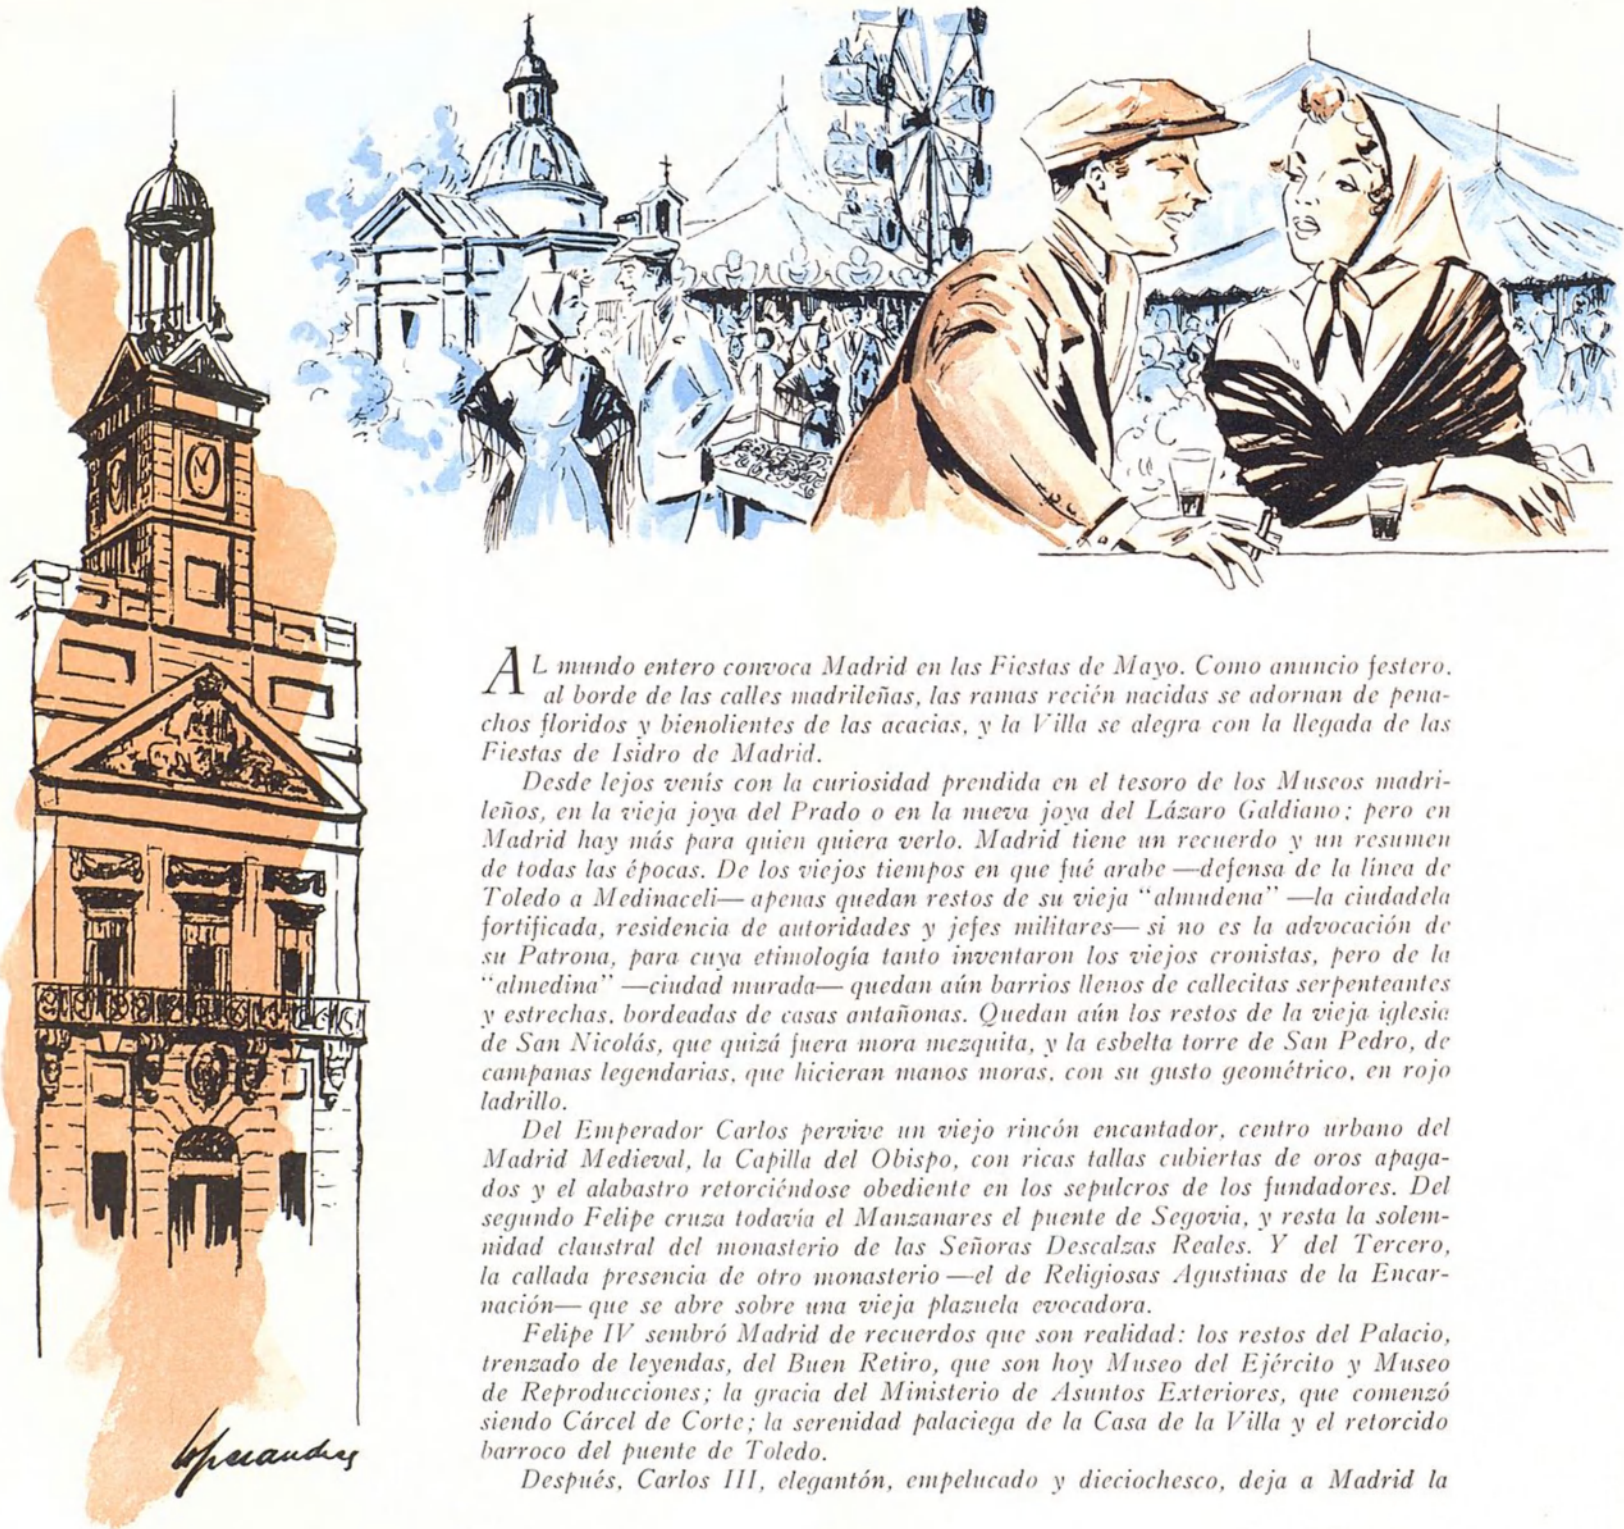 AL mundo entero convoca Madrid en las Fiestas de Mayo. Como anuncio festero,
al borde de las calles madrileñas, las ramas recién nacidas se adornan de pena-
chos floridos y bienolientes de las acacias, y la Villa se alegra con la llegada de las
Fiestas de Isidro de Madrid.
Desde lejos venís con la curiosidad prendida en el tesoro de los Museos madri-
leños, en la vieja joya del Prado o en la nueva joya del Lázaro Galdiano; pero en
Madrid hay más para quien quiera verlo. Madrid tiene un recuerdo y un resumen
de todas las épocas. De los viejos tiempos en que fué arabe —defensa de la línea de
Toledo a Medinaceli— apenas quedan restos de su vieja "almudena" —la ciudadela
fortificada, residencia de autoridades y jefes militares— si no es la advocación de
su Patrona, para cuya etimología tanto inventaron los viejos cronistas, pero de la
"almedina" —ciudad murada— quedan aún barrios llenos de callecitas serpenteantes
y estrechas, bordeadas de casas antañonas. Quedan aún los restos de la vieja iglesia
de San Nicolás, que quizá fuera mora mezquita, y la esbelta torre de San Pedro, de
campanas legendarias, que hicieran manos moras, con su gusto geométrico, en rojo
ladrillo.
Del Emperador Carlos pervive un viejo rincón encantador, centro urbano del
Madrid Medieval, la Capilla del Obispo, con ricas tallas cubiertas de oros apaga-
dos y el alabastro retorciéndose obediente en los sepulcros de los fundadores. Del
segundo Felipe cruza todavía el Manzanares el puente de Segovia, y resta la solem-
nidad claustral del monasterio de las Señoras Descalzas Reales. Y del Tercero,
la callada presencia de otro monasterio —el de Religiosas Agustinas de la Encar-
nación— que se abre sobre una vieja plazuela evocadora.
Felipe IV sembró Madrid de recuerdos que son realidad: los restos del Palacio,
trenzado de leyendas, del Buen Retiro, que son hoy Museo del Ejército y Museo
de Reproducciones; la gracia del Ministerio de Asuntos Exteriores, que comenzó
siendo Cárcel de Corte; la serenidad palaciega de la Casa de la Villa y el retorcido
barroco del puente de Toledo.
Después, Carlos III, elegantón, empelucado y dieciochesco, deja a Madrid la